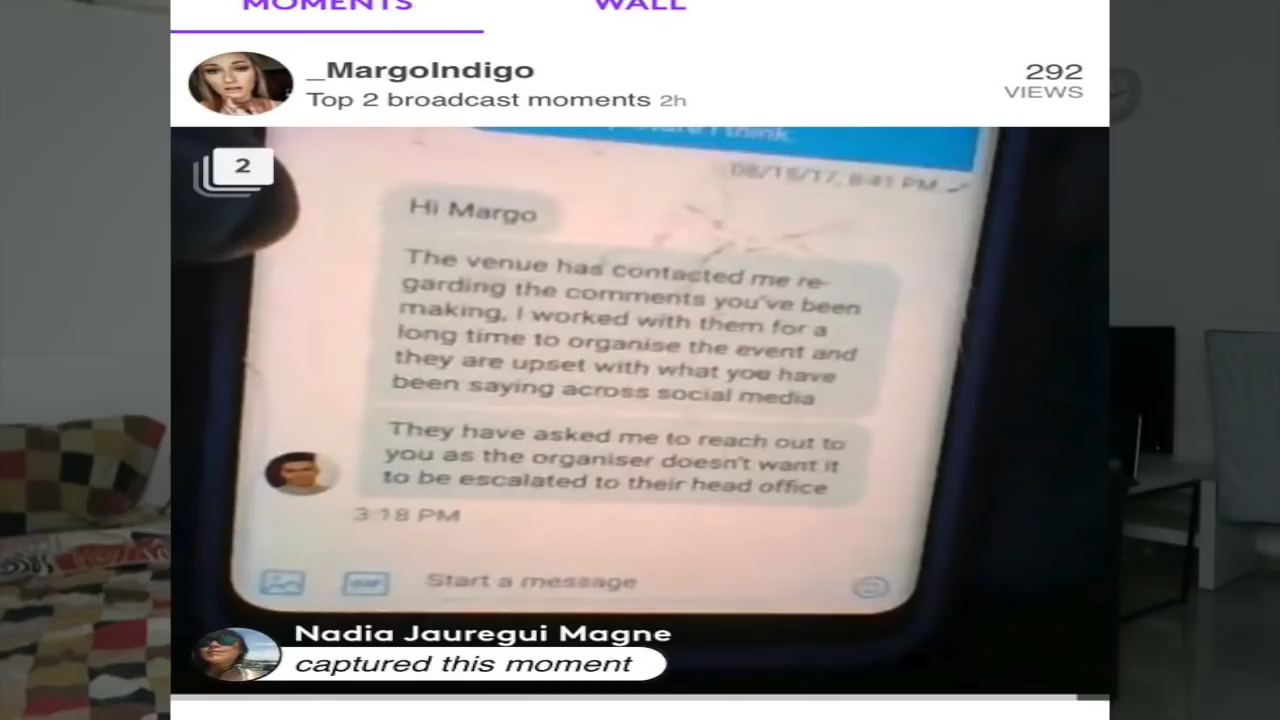 MOMENTS WALL
_MargoIndigo
Top 2 broadcast moments 2h
292
VIEWS
2
I think.
08/15/17, 8:41 PM
Hi Margo
The venue has contacted me re-
garding the comments you've been
making, I worked with them for a
long time to organise the event and
they are upset with what you have
been saying across social media
They have asked me to reach out to
you as the organiser doesn't want it
to be escalated to their head office
3:18 PM
GIF Start a message
Nadia Jauregui Magne
captured this moment